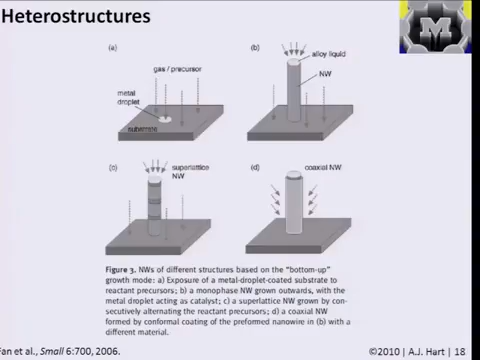 Heterostructures
M
(a)
gas / precursor
metal
droplet
substrate
(b)
alloy liquid
NW
(c)
superlattice
NW
(d)
coaxial NW
Figure 3. NWs of different structures based on the "bottom-up"
growth mode: a) Exposure of a metal-droplet-coated substrate to
reactant precursors; b) a monophase NW grown outwards, with the
metal droplet acting as catalyst; c) a superlattice NW grown by con-
secutively alternating the reactant precursors; d) a coaxial NW
formed by conformal coating of the preformed nanowire in (b) with a
different material.
Fan et al., Small 6:700, 2006.
©2010 | A.J. Hart | 18